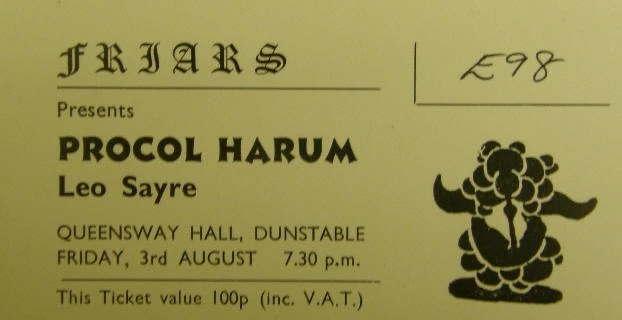 FRIARS
E98
Presents
PROCOL HARUM
Leo Sayre
QUEENSWAY HALL, DUNSTABLE
FRIDAY, 3rd AUGUST 7.30 p.m.
This Ticket value 100p (inc. V.A.T.)